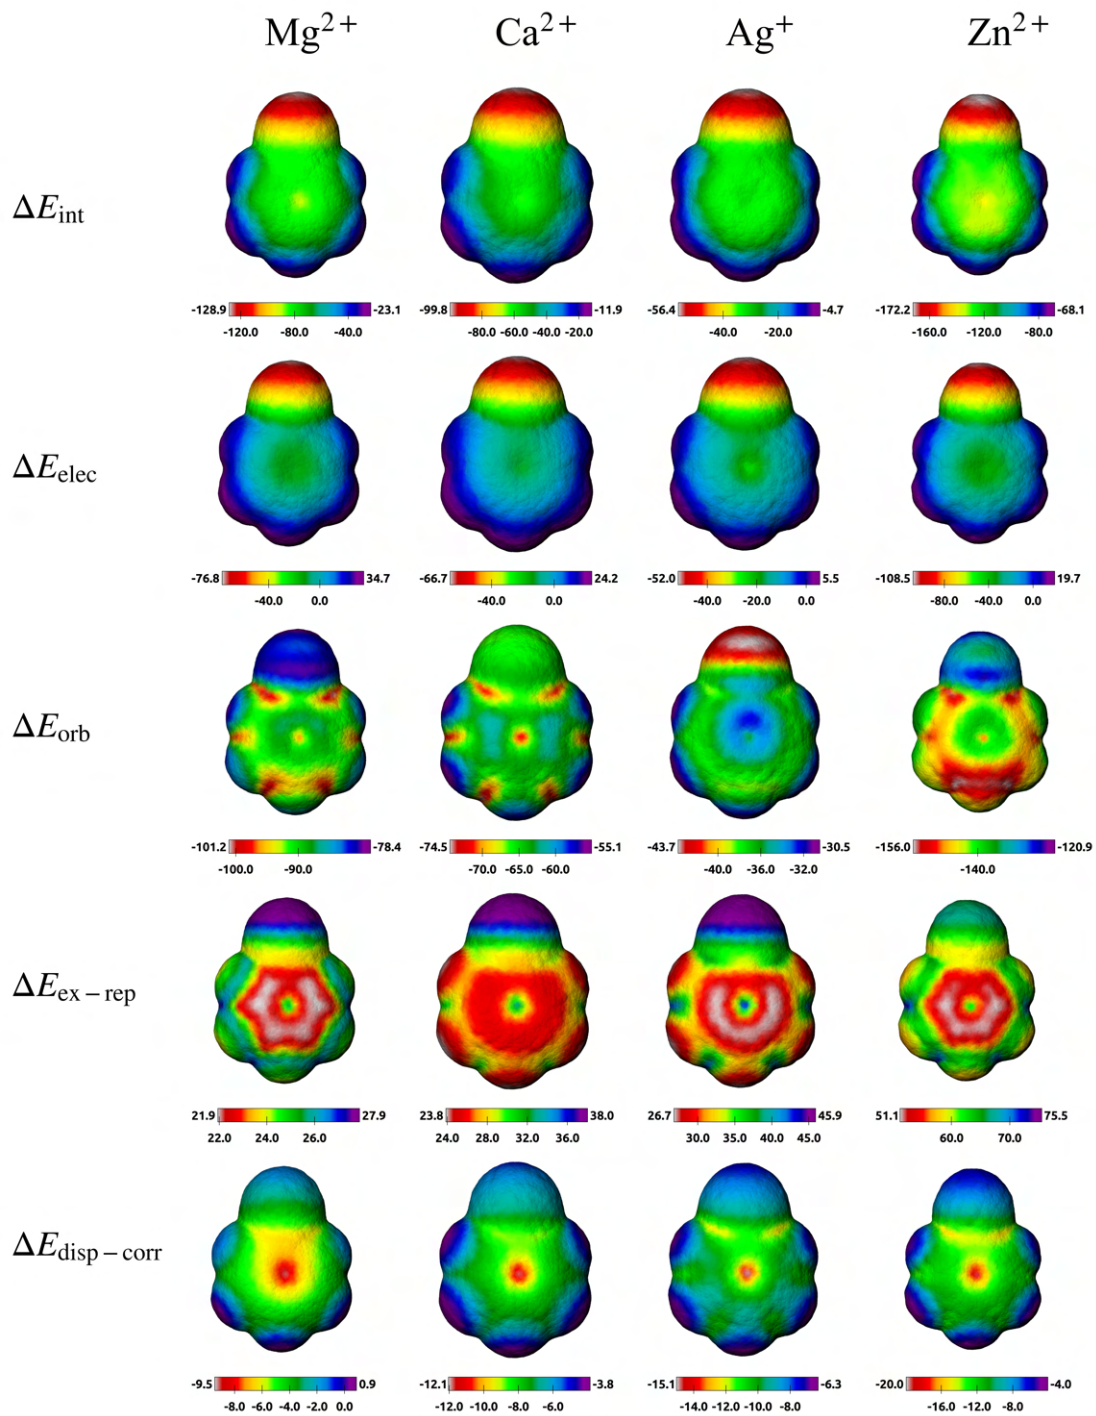 Mg²⁺ Ca²⁺ Ag⁺ Zn²⁺
ΔE_int
-128.9 -23.1 -99.8 -11.9 -56.4 -4.7 -172.2 -68.1
-120.0 -80.0 -40.0 -80.0 -60.0 -40.0 -20.0 -40.0 -20.0 -160.0 -120.0 -80.0
ΔE_elec
-76.8 34.7 -66.7 24.2 -52.0 5.5 -108.5 19.7
-40.0 0.0 -40.0 0.0 -40.0 -20.0 0.0 -80.0 -40.0 0.0
ΔE_orb
-101.2 -78.4 -74.5 -55.1 -43.7 -30.5 -156.0 -120.9
-100.0 -90.0 -70.0 -65.0 -60.0 -40.0 -36.0 -32.0 -140.0
ΔE_ex – rep
21.9 27.9 23.8 38.0 26.7 45.9 51.1 75.5
22.0 24.0 26.0 24.0 28.0 32.0 36.0 30.0 35.0 40.0 45.0 60.0 70.0
ΔE_disp – corr
-9.5 0.9 -12.1 -3.8 -15.1 -6.3 -20.0 -4.0
-8.0 -6.0 -4.0 -2.0 0.0 -12.0 -10.0 -8.0 -6.0 -14.0 -12.0 -10.0 -8.0 -16.0 -12.0 -8.0